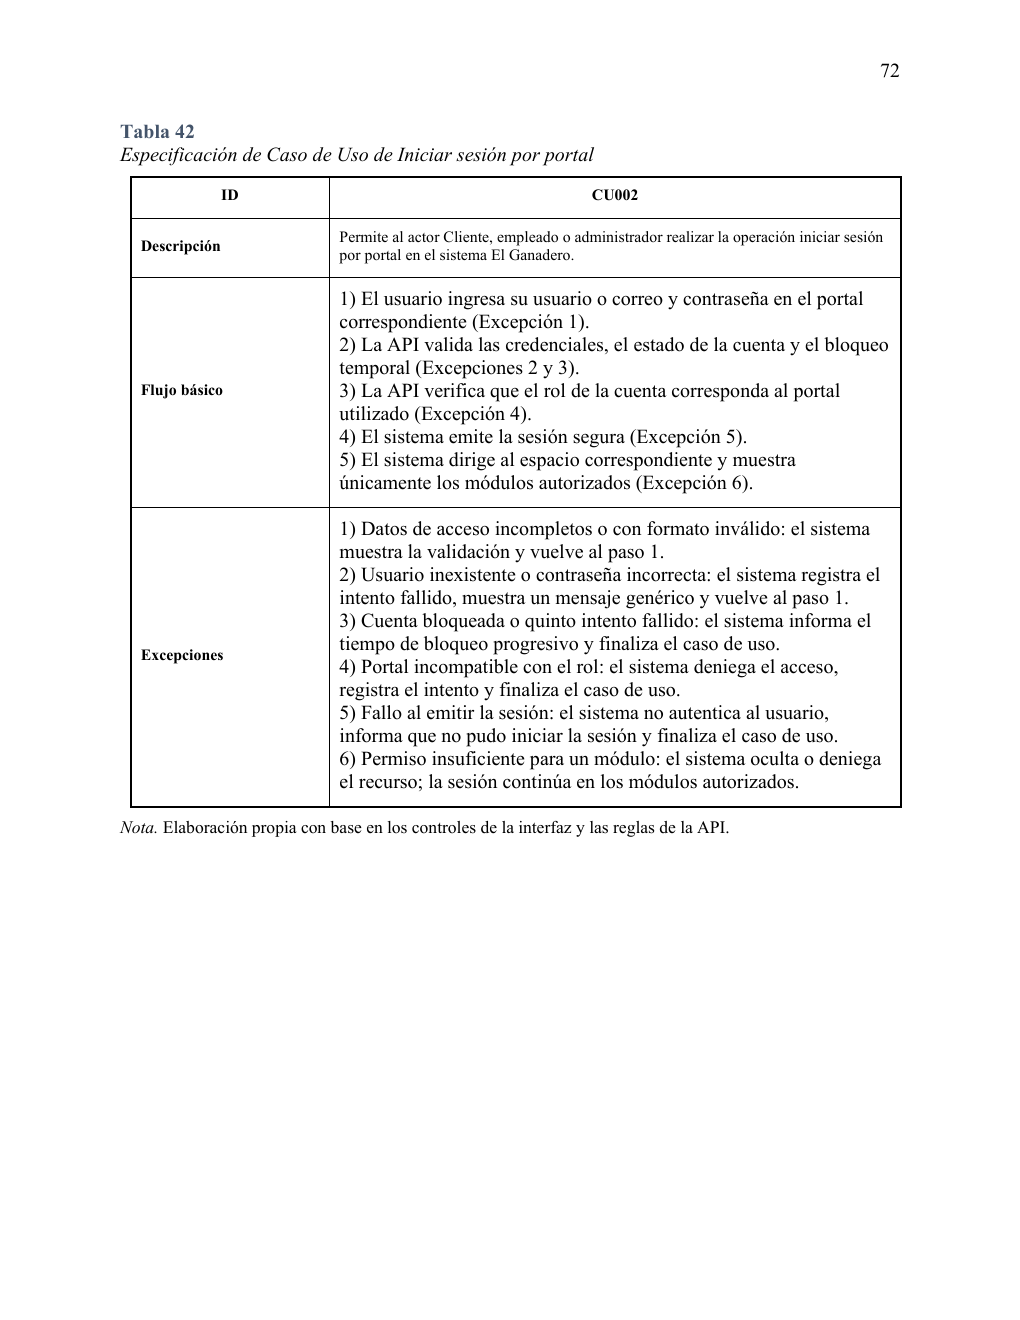 72
Tabla 42
Especificación de Caso de Uso de Iniciar sesión por portal
ID
CU002
Descripción
Permite al actor Cliente, empleado o administrador realizar la operación iniciar sesión
por portal en el sistema El Ganadero.
Flujo básico
1) El usuario ingresa su usuario o correo y contraseña en el portal
correspondiente (Excepción 1).
2) La API valida las credenciales, el estado de la cuenta y el bloqueo
temporal (Excepciones 2 y 3).
3) La API verifica que el rol de la cuenta corresponda al portal
utilizado (Excepción 4).
4) El sistema emite la sesión segura (Excepción 5).
5) El sistema dirige al espacio correspondiente y muestra
únicamente los módulos autorizados (Excepción 6).
Excepciones
1) Datos de acceso incompletos o con formato inválido: el sistema
muestra la validación y vuelve al paso 1.
2) Usuario inexistente o contraseña incorrecta: el sistema registra el
intento fallido, muestra un mensaje genérico y vuelve al paso 1.
3) Cuenta bloqueada o quinto intento fallido: el sistema informa el
tiempo de bloqueo progresivo y finaliza el caso de uso.
4) Portal incompatible con el rol: el sistema deniega el acceso,
registra el intento y finaliza el caso de uso.
5) Fallo al emitir la sesión: el sistema no autentica al usuario,
informa que no pudo iniciar la sesión y finaliza el caso de uso.
6) Permiso insuficiente para un módulo: el sistema oculta o deniega
el recurso; la sesión continúa en los módulos autorizados.
Nota. Elaboración propia con base en los controles de la interfaz y las reglas de la API.